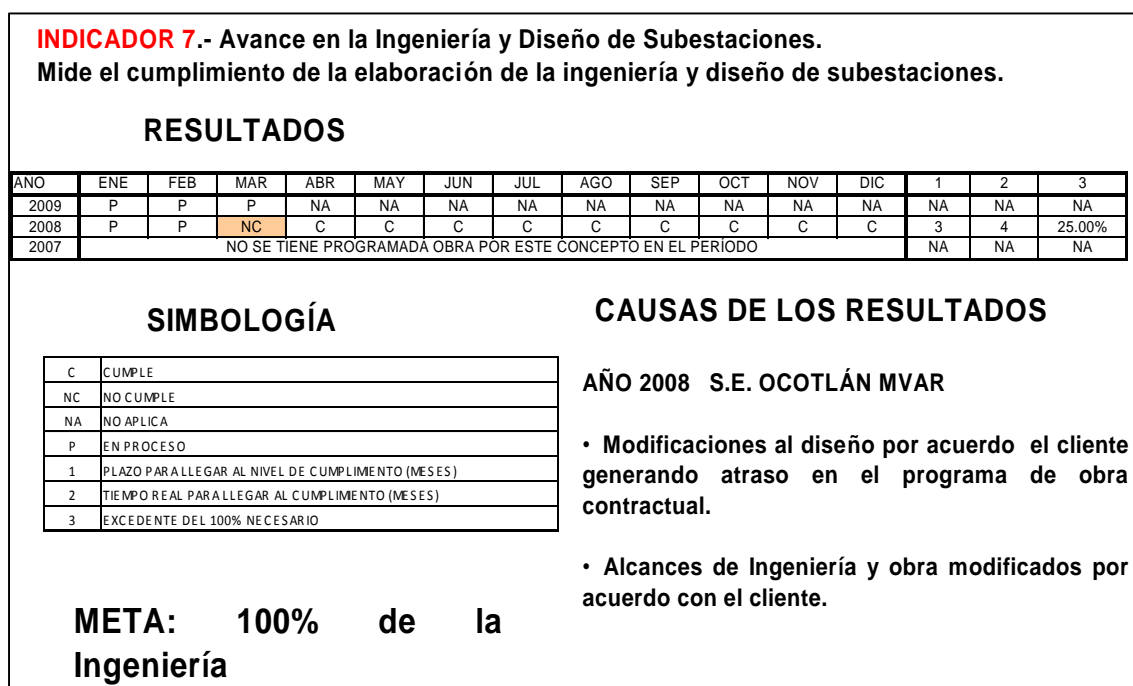 INDICADOR 7.- Avance en la Ingeniería y Diseño de Subestaciones.
Mide el cumplimiento de la elaboración de la ingeniería y diseño de subestaciones.
RESULTADOS
ANO ENE FEB MAR ABR MAY JUN JUL AGO SEP OCT NOV DIC 1 2 3
2009 P P P NA NA NA NA NA NA NA NA NA NA NA NA
2008 P P NC C C C C C C C C C 3 4 25.00%
2007 NO SE TIENE PROGRAMADA OBRA POR ESTE CONCEPTO EN EL PERÍODO NA NA NA
SIMBOLOGÍA
C CUMPLE
NC NO CUMPLE
NA NO APLICA
P EN PROCESO
1 PLAZO PARA LLEGAR AL NIVEL DE CUMPLIMIENTO (MESES)
2 TIEMPO REAL PARA LLEGAR AL CUMPLIMIENTO (MESES)
3 EXCEDENTE DEL 100% NECESARIO
META: 100% de la
Ingeniería
CAUSAS DE LOS RESULTADOS
AÑO 2008 S.E. OCOTLÁN MVAR
• Modificaciones al diseño por acuerdo el cliente
generando atraso en el programa de obra
contractual.
• Alcances de Ingeniería y obra modificados por
acuerdo con el cliente.